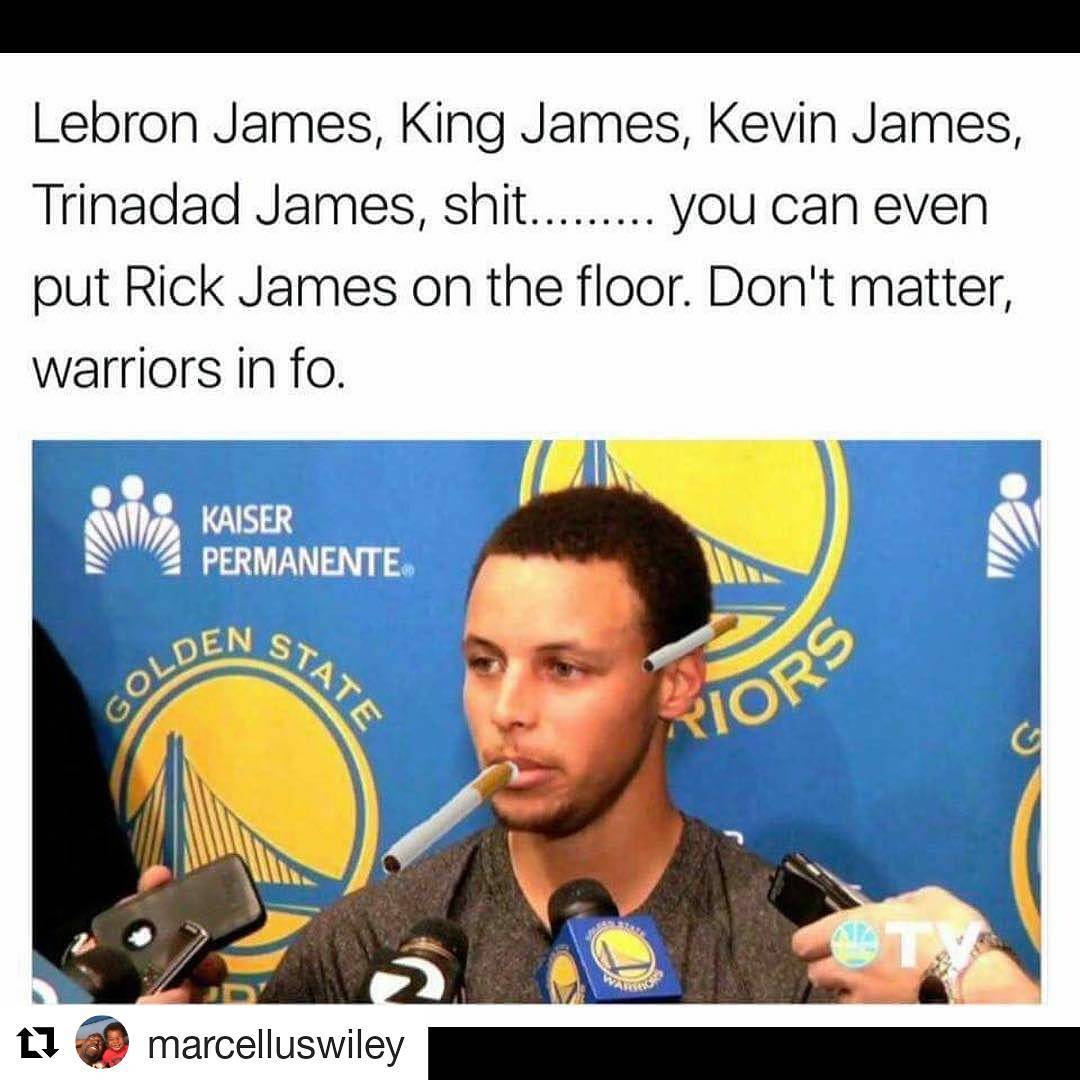 Lebron James, King James, Kevin James,
Trinadad James, shit......... you can even
put Rick James on the floor. Don't matter,
warriors in fo.
KAISER
PERMANENTE®
GOLDEN STATE
RIORS
G
WARRIORS
TV
marcelluswiley